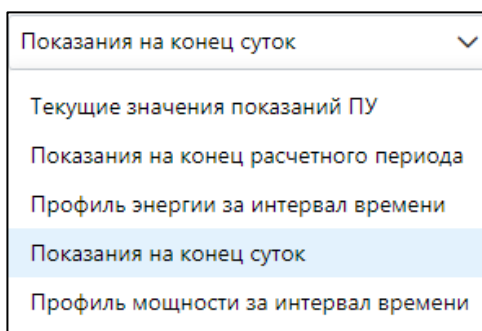 Показания на конец суток
Текущие значения показаний ПУ
Показания на конец расчетного периода
Профиль энергии за интервал времени
Показания на конец суток
Профиль мощности за интервал времени